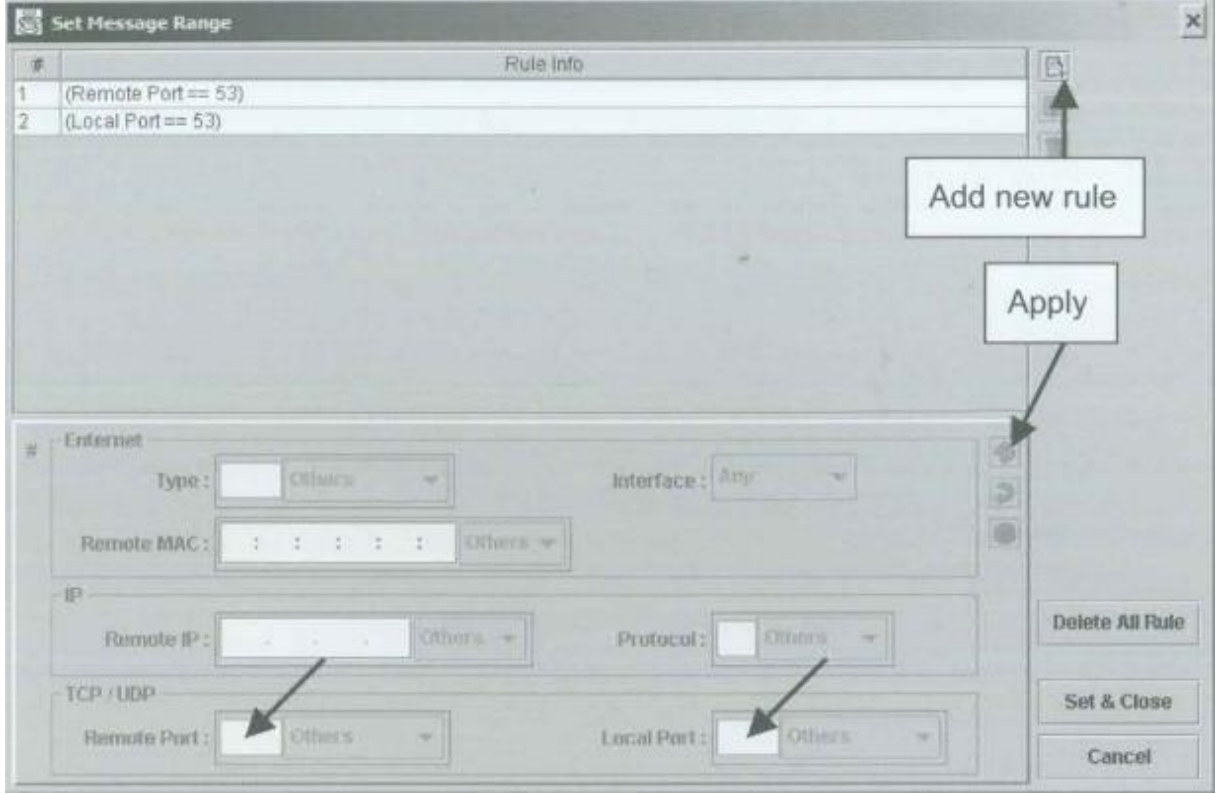 Set Message Range
# Rule Info
1 (Remote Port == 53)
2 (Local Port == 53)
Add new rule
Apply
#
Enternet
Type : Others Interface : Any
Remote MAC : : : : : : Others
IP
Remote IP : . . . Others Protocol : Others
TCP / UDP
Remote Port : Others Local Port : Others
Delete All Rule
Set & Close
Cancel